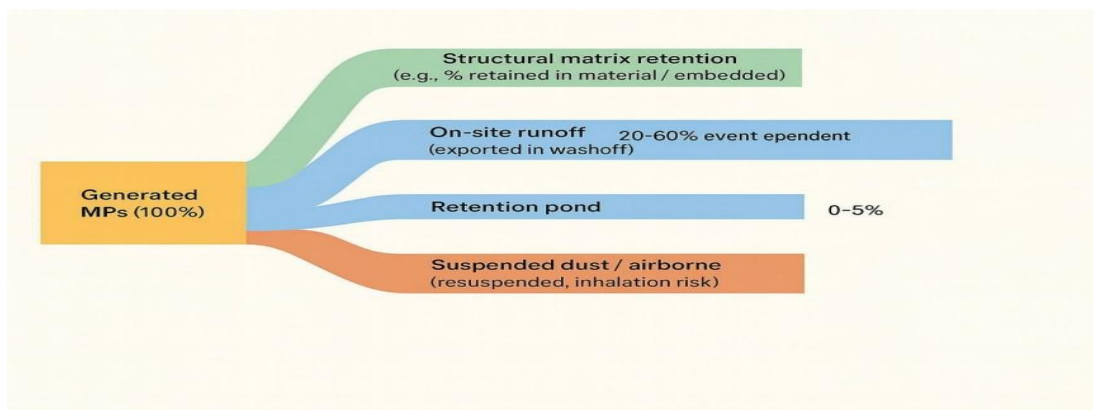 Structural matrix retention
(e.g., % retained in material / embedded)
On-site runoff 20-60% event ependent
(exported in washoff)
Generated
MPs (100%)
Retention pond 0-5%
Suspended dust / airborne
(resuspended, inhalation risk)